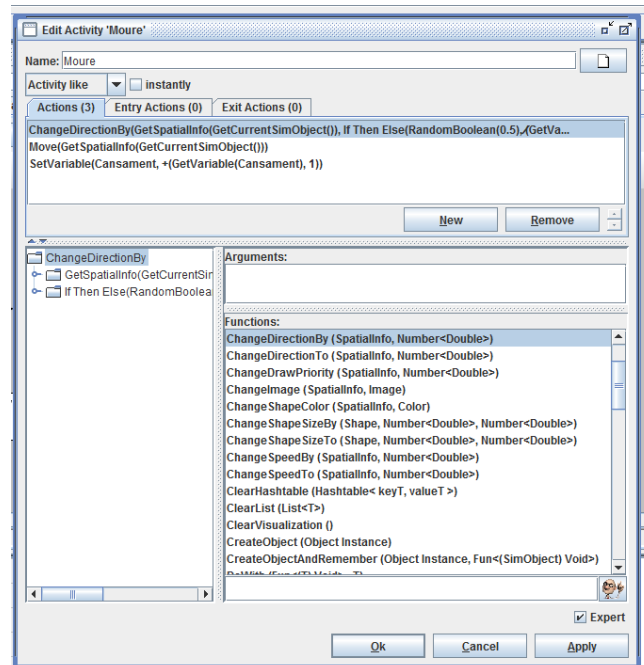 Edit Activity 'Moure'
Name: Moure
Activity like instantly
Actions (3) Entry Actions (0) Exit Actions (0)
ChangeDirectionBy(GetSpatialInfo(GetCurrentSimObject()), If Then Else(RandomBoolean(0.5),/(GetVa...
Move(GetSpatialInfo(GetCurrentSimObject()))
SetVariable(Cansament, +(GetVariable(Cansament), 1))
New Remove
ChangeDirectionBy
GetSpatialInfo(GetCurrentSir
If Then Else(RandomBoolea
Arguments:
Functions:
ChangeDirectionBy (SpatialInfo, Number<Double>)
ChangeDirectionTo (SpatialInfo, Number<Double>)
ChangeDrawPriority (SpatialInfo, Number<Double>)
ChangeImage (SpatialInfo, Image)
ChangeShapeColor (SpatialInfo, Color)
ChangeShapeSizeBy (Shape, Number<Double>, Number<Double>)
ChangeShapeSizeTo (Shape, Number<Double>, Number<Double>)
ChangeSpeedBy (SpatialInfo, Number<Double>)
ChangeSpeedTo (SpatialInfo, Number<Double>)
ClearHashtable (Hashtable< keyT, valueT >)
ClearList (List<T>)
ClearVisualization ()
CreateObject (Object Instance)
CreateObjectAndRemember (Object Instance, Fun<(SimObject) Void>)
Expert
Ok Cancel Apply